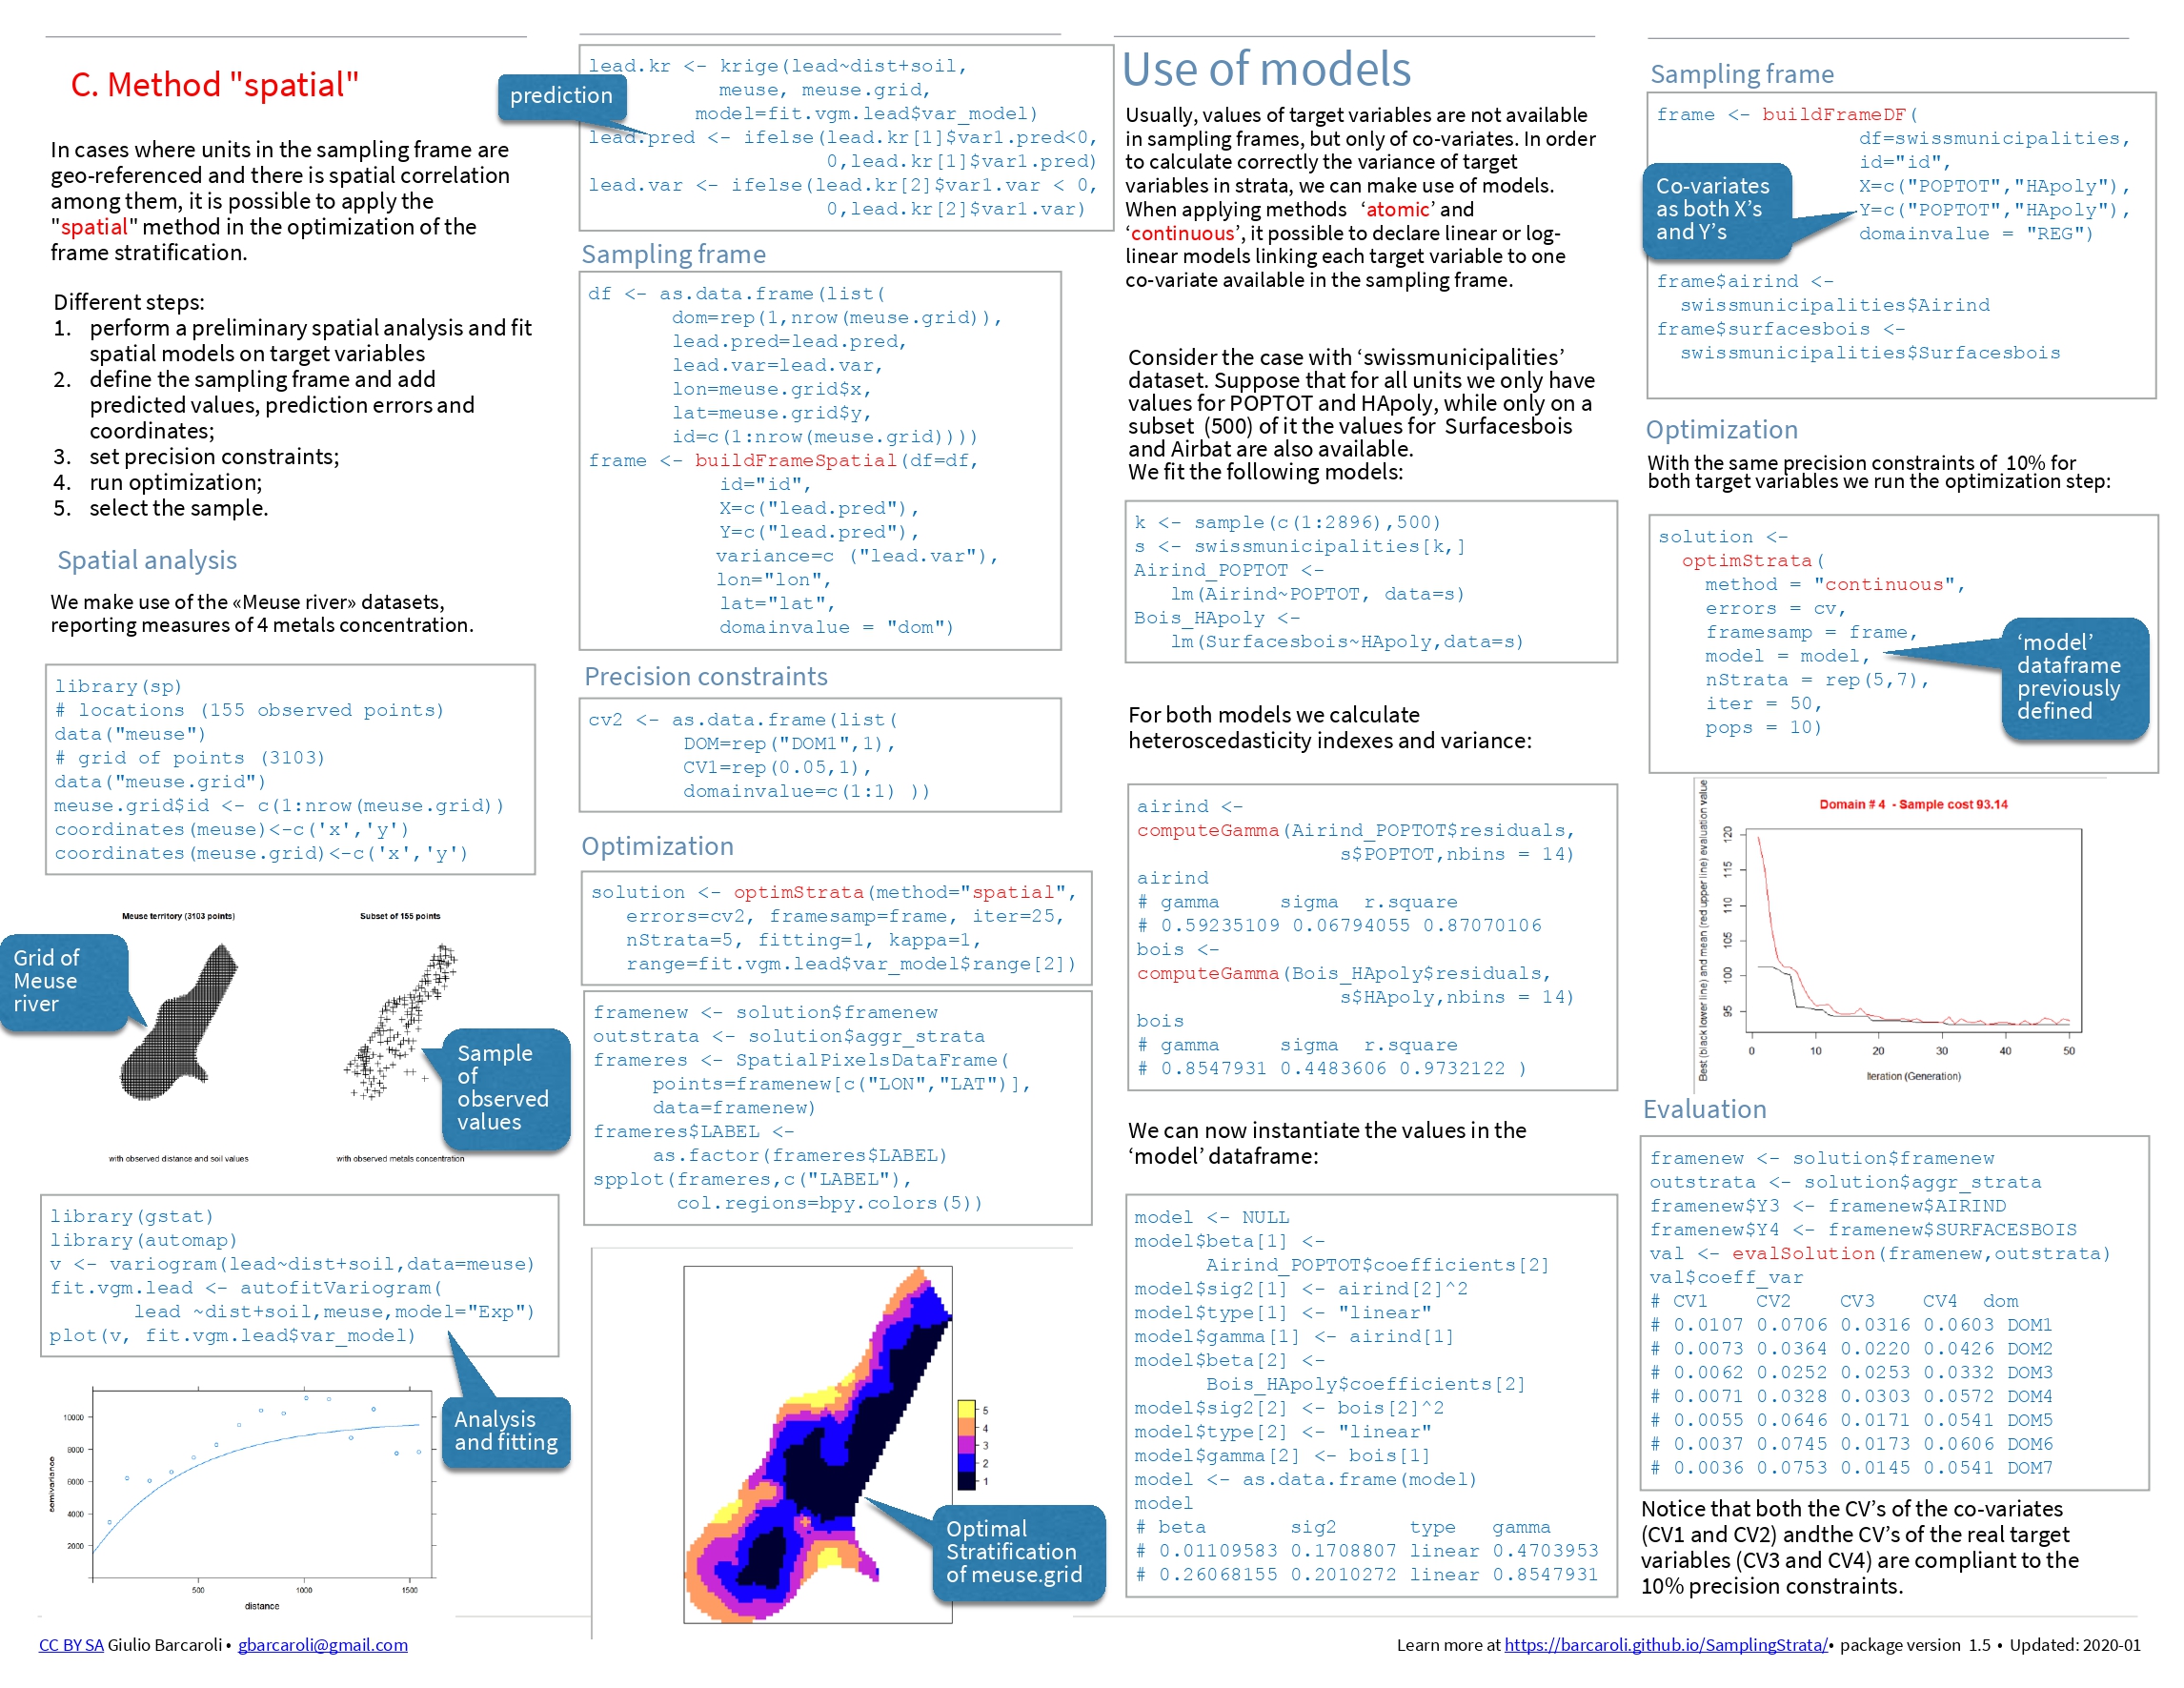 C. Method "spatial"
In cases where units in the sampling frame are
geo-referenced and there is spatial correlation
among them, it is possible to apply the
"spatial" method in the optimization of the
frame stratification.
Different steps:
1. perform a preliminary spatial analysis and fit
spatial models on target variables
2. define the sampling frame and add
predicted values, prediction errors and
coordinates;
3. set precision constraints;
4. run optimization;
5. select the sample.
Spatial analysis
We make use of the «Meuse river» datasets,
reporting measures of 4 metals concentration.
library(sp)
# locations (155 observed points)
data("meuse")
# grid of points (3103)
data("meuse.grid")
meuse.grid$id <- c(1:nrow(meuse.grid))
coordinates(meuse)<-c('x','y')
coordinates(meuse.grid)<-c('x','y')
Meuse territory (3103 points)
Subset of 155 points
Grid of
Meuse
river
Sample
of
observed
values
with observed distance and soil values
with observed metals concentration
library(gstat)
library(automap)
v <- variogram(lead~dist+soil,data=meuse)
fit.vgm.lead <- autofitVariogram(
lead ~dist+soil,meuse,model="Exp")
plot(v, fit.vgm.lead$var_model)
Analysis
and fitting
10000
8000
6000
4000
2000
semivariance
500 1000 1500
distance
prediction
lead.kr <- krige(lead~dist+soil,
meuse, meuse.grid,
model=fit.vgm.lead$var_model)
lead.pred <- ifelse(lead.kr[1]$var1.pred<0,
0,lead.kr[1]$var1.pred)
lead.var <- ifelse(lead.kr[2]$var1.var < 0,
0,lead.kr[2]$var1.var)
Sampling frame
df <- as.data.frame(list(
dom=rep(1,nrow(meuse.grid)),
lead.pred=lead.pred,
lead.var=lead.var,
lon=meuse.grid$x,
lat=meuse.grid$y,
id=c(1:nrow(meuse.grid))))
frame <- buildFrameSpatial(df=df,
id="id",
X=c("lead.pred"),
Y=c("lead.pred"),
variance=c ("lead.var"),
lon="lon",
lat="lat",
domainvalue = "dom")
Precision constraints
cv2 <- as.data.frame(list(
DOM=rep("DOM1",1),
CV1=rep(0.05,1),
domainvalue=c(1:1) ))
Optimization
solution <- optimStrata(method="spatial",
errors=cv2, framesamp=frame, iter=25,
nStrata=5, fitting=1, kappa=1,
range=fit.vgm.lead$var_model$range[2])
framenew <- solution$framenew
outstrata <- solution$aggr_strata
frameres <- SpatialPixelsDataFrame(
points=framenew[c("LON","LAT")],
data=framenew)
frameres$LABEL <-
as.factor(frameres$LABEL)
spplot(frameres,c("LABEL"),
col.regions=bpy.colors(5))
5
4
3
2
1
Optimal
Stratification
of meuse.grid
Use of models
Usually, values of target variables are not available
in sampling frames, but only of co-variates. In order
to calculate correctly the variance of target
variables in strata, we can make use of models.
When applying methods ‘atomic’ and
‘continuous’, it possible to declare linear or log-
linear models linking each target variable to one
co-variate available in the sampling frame.
Consider the case with ‘swissmunicipalities’
dataset. Suppose that for all units we only have
values for POPTOT and HApoly, while only on a
subset (500) of it the values for Surfacesbois
and Airbat are also available.
We fit the following models:
k <- sample(c(1:2896),500)
s <- swissmunicipalities[k,]
Airind_POPTOT <-
lm(Airind~POPTOT, data=s)
Bois_HApoly <-
lm(Surfacesbois~HApoly,data=s)
For both models we calculate
heteroscedasticity indexes and variance:
airind <-
computeGamma(Airind_POPTOT$residuals,
s$POPTOT,nbins = 14)
airind
# gamma sigma r.square
# 0.59235109 0.06794055 0.87070106
bois <-
computeGamma(Bois_HApoly$residuals,
s$HApoly,nbins = 14)
bois
# gamma sigma r.square
# 0.8547931 0.4483606 0.9732122 )
We can now instantiate the values in the
‘model’ dataframe:
model <- NULL
model$beta[1] <-
Airind_POPTOT$coefficients[2]
model$sig2[1] <- airind[2]^2
model$type[1] <- "linear"
model$gamma[1] <- airind[1]
model$beta[2] <-
Bois_HApoly$coefficients[2]
model$sig2[2] <- bois[2]^2
model$type[2] <- "linear"
model$gamma[2] <- bois[1]
model <- as.data.frame(model)
model
# beta sig2 type gamma
# 0.01109583 0.1708807 linear 0.4703953
# 0.26068155 0.2010272 linear 0.8547931
Sampling frame
frame <- buildFrameDF(
df=swissmunicipalities,
id="id",
X=c("POPTOT","HApoly"),
Y=c("POPTOT","HApoly"),
domainvalue = "REG")
Co-variates
as both X’s
and Y’s
frame$airind <-
swissmunicipalities$Airind
frame$surfacesbois <-
swissmunicipalities$Surfacesbois
Optimization
With the same precision constraints of 10% for
both target variables we run the optimization step:
solution <-
optimStrata(
method = "continuous",
errors = cv,
framesamp = frame,
model = model,
nStrata = rep(5,7),
iter = 50,
pops = 10)
‘model’
dataframe
previously
defined
Domain # 4 - Sample cost 93.14
Best (black lower line) and mean (red upper line) evaluation value
120
115
110
105
100
95
0 10 20 30 40 50
Iteration (Generation)
Evaluation
framenew <- solution$framenew
outstrata <- solution$aggr_strata
framenew$Y3 <- framenew$AIRIND
framenew$Y4 <- framenew$SURFACESBOIS
val <- evalSolution(framenew,outstrata)
val$coeff_var
# CV1 CV2 CV3 CV4 dom
# 0.0107 0.0706 0.0316 0.0603 DOM1
# 0.0073 0.0364 0.0220 0.0426 DOM2
# 0.0062 0.0252 0.0253 0.0332 DOM3
# 0.0071 0.0328 0.0303 0.0572 DOM4
# 0.0055 0.0646 0.0171 0.0541 DOM5
# 0.0037 0.0745 0.0173 0.0606 DOM6
# 0.0036 0.0753 0.0145 0.0541 DOM7
Notice that both the CV’s of the co-variates
(CV1 and CV2) andthe CV’s of the real target
variables (CV3 and CV4) are compliant to the
10% precision constraints.
CC BY SA Giulio Barcaroli • gbarcaroli@gmail.com
Learn more at https://barcaroli.github.io/SamplingStrata/• package version 1.5 • Updated: 2020-01